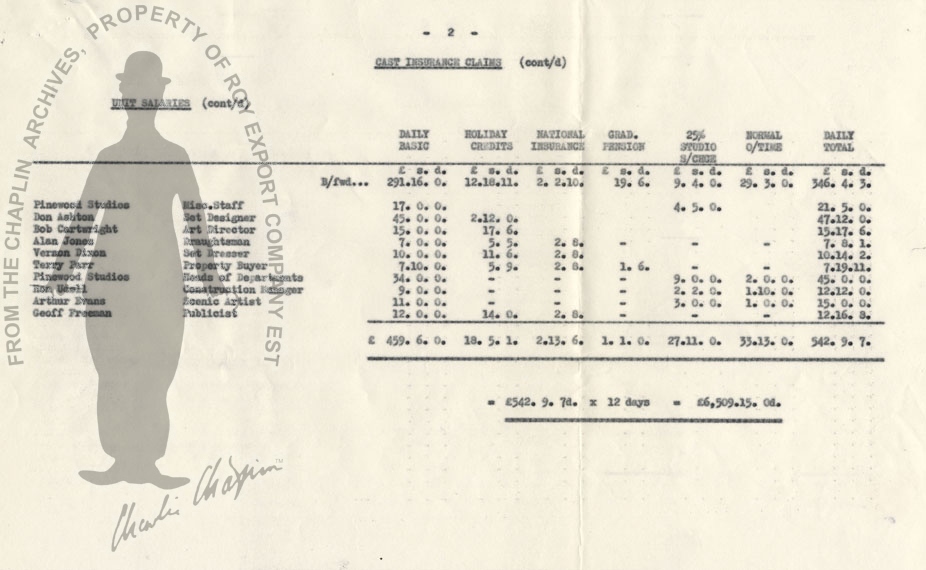 FROM THE CHAPLIN ARCHIVES, PROPERTY OF ROY EXPORT COMPANY EST
- 2 -
CAST INSURANCE CLAIMS (cont/d)
UNIT SALARIES (cont/d)
DAILY HOLIDAY NATIONAL GRAD. 25% NORMAL DAILY
BASIC CREDITS INSURANCE PENSION STUDIO O/TIME TOTAL
S/CHGE
£ s. d. £ s. d. £ s. d. £ s. d. £ s. d. £ s. d. £ s. d.
B/fwd... 291.16. 0. 12.18.11. 2. 2.10. 19. 6. 9. 4. 0. 29. 3. 0. 346. 4. 3.
Pinewood Studios Misc.Staff 17. 0. 0. 4. 5. 0. 21. 5. 0.
Don Ashton Set Designer 45. 0. 0. 2.12. 0. 47.12. 0.
Bob Cartwright Art Director 15. 0. 0. 17. 6. 15.17. 6.
Alan Jones Draughtsman 7. 0. 0. 5. 5. 2. 8. - - - 7. 8. 1.
Vernon Dixon Set Dresser 10. 0. 0. 11. 6. 2. 8. 10.14. 2.
Terry Parr Property Buyer 7.10. 0. 5. 9. 2. 8. 1. 6. - - 7.19.11.
Pinewood Studios Heads of Departments 34. 0. 0. - - - 9. 0. 0. 2. 0. 0. 45. 0. 0.
Ron Udell Construction Manager 9. 0. 0. - - - 2. 2. 0. 1.10. 0. 12.12. 0.
Arthur Evans Scenic Artist 11. 0. 0. - - - 3. 0. 0. 1. 0. 0. 15. 0. 0.
Geoff Freeman Publicist 12. 0. 0. 14. 0. 2. 8. - - - 12.16. 8.
£ 459. 6. 0. 18. 5. 1. 2.13. 6. 1. 1. 0. 27.11. 0. 33.13. 0. 542. 9. 7.
= £542. 9. 7d. x 12 days = £6,509.15. 0d.
Charlie Chaplin™